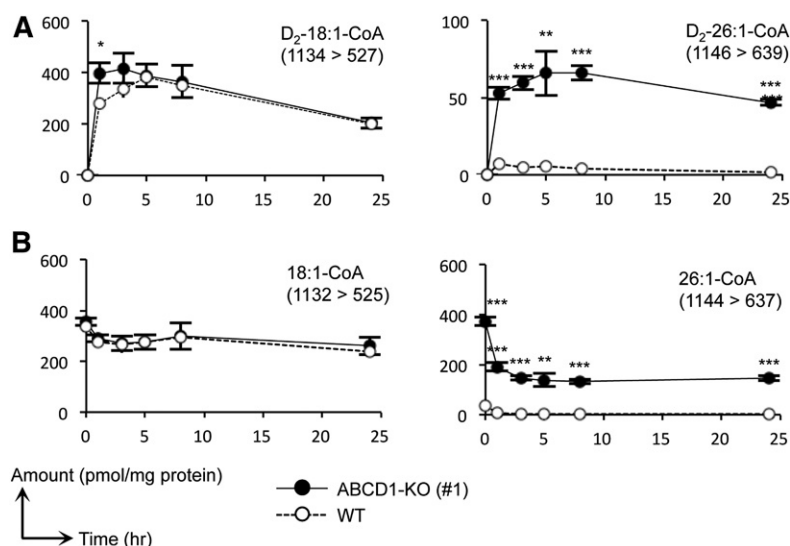 A
D₂-18:1-CoA
(1134 > 527)
600
400
200
0
*
0 5 10 15 20 25
D₂-26:1-CoA
(1146 > 639)
100
50
0
*** *** ** *** ***
***
0 5 10 15 20 25
B
18:1-CoA
(1132 > 525)
600
400
200
0
0 5 10 15 20 25
26:1-CoA
(1144 > 637)
600
400
200
0
***
*** *** ** *** ***
0 5 10 15 20 25
Amount (pmol/mg protein)
Time (hr)
ABCD1-KO (#1)
WT